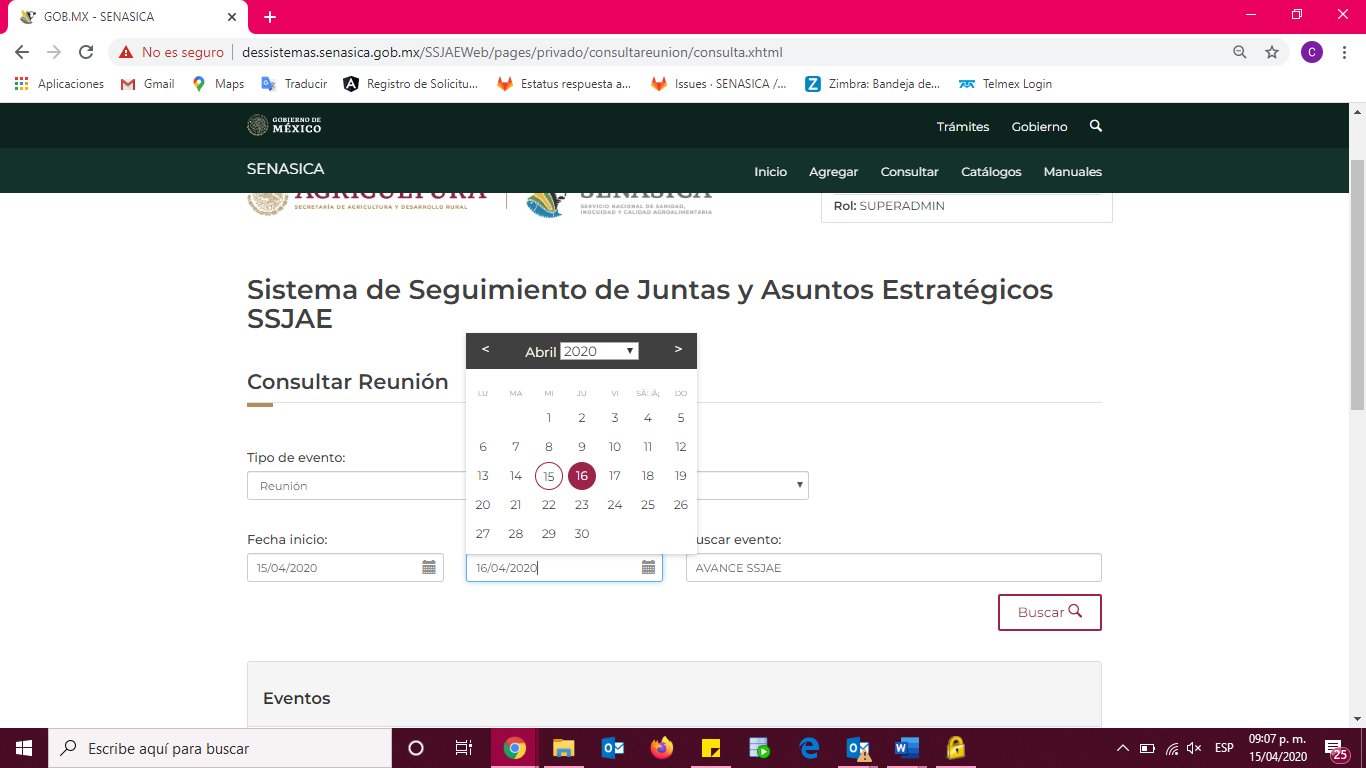 GOB.MX - SENASICA
No es seguro | dessistemas.senasica.gob.mx/SSJAEWeb/pages/privado/consultareunion/consulta.xhtml
C
Aplicaciones Gmail Maps Traducir Registro de Solicitu... Estatus respuesta a... Issues · SENASICA /... Zimbra: Bandeja de... Telmex Login
GOBIERNO DE
MÉXICO
Trámites Gobierno
SENASICA
Inicio Agregar Consultar Catálogos Manuales
AGRICULTURA
SECRETARÍA DE AGRICULTURA Y DESARROLLO RURAL
SENASICA
SERVICIO NACIONAL DE SANIDAD,
INOCUIDAD Y CALIDAD AGROALIMENTARIA
Rol: SUPERADMIN
Sistema de Seguimiento de Juntas y Asuntos Estratégicos
SSJAE
< Abril 2020 >
Consultar Reunión
LU MA MI JU VI DO
1 2 3 4 5
6 7 8 9 10 11 12
13 14 15 16 17 18 19
20 21 22 23 24 25 26
27 28 29 30
Tipo de evento:
Reunión
Fecha inicio:
uscar evento:
15/04/2020
16/04/2020
AVANCE SSJAE
Buscar
Eventos
Escribe aquí para buscar
ESP
09:07 p. m.
15/04/2020
25